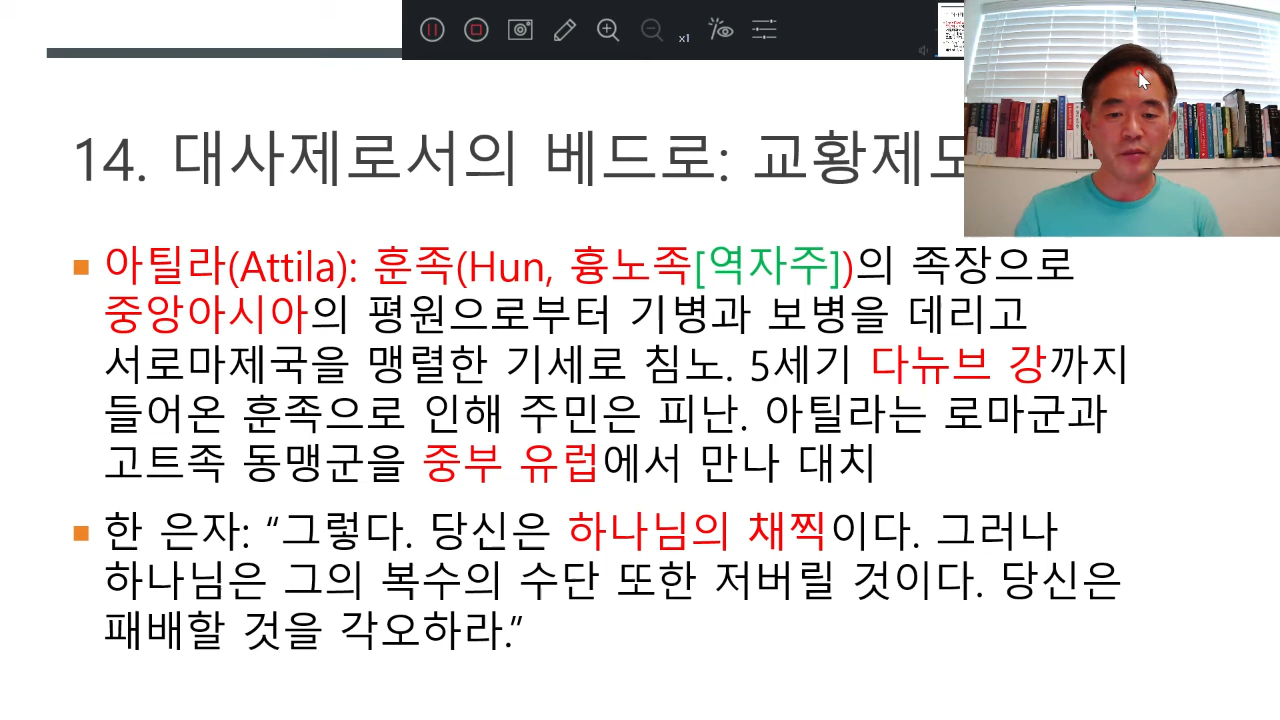 x1
14. 대사제로서의 베드로: 교황제도
아틸라(Attila): 훈족(Hun, 흉노족[역자주])의 족장으로
중앙아시아의 평원으로부터 기병과 보병을 데리고
서로마제국을 맹렬한 기세로 침노. 5세기 다뉴브 강까지
들어온 훈족으로 인해 주민은 피난. 아틸라는 로마군과
고트족 동맹군을 중부 유럽에서 만나 대치
한 은자: “그렇다. 당신은 하나님의 채찍이다. 그러나
하나님은 그의 복수의 수단 또한 저버릴 것이다. 당신은
패배할 것을 각오하라.”